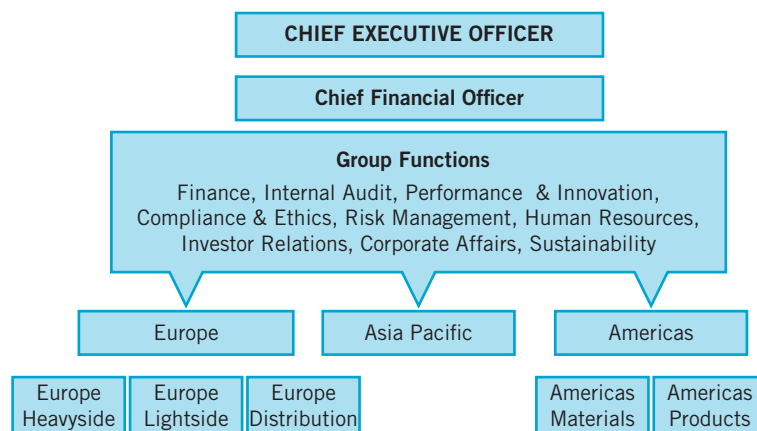 CHIEF EXECUTIVE OFFICER
Chief Financial Officer
Group Functions
Finance, Internal Audit, Performance & Innovation,
Compliance & Ethics, Risk Management, Human Resources,
Investor Relations, Corporate Affairs, Sustainability
Europe
Asia Pacific
Americas
Europe
Heavyside
Europe
Lightside
Europe
Distribution
Americas
Materials
Americas
Products